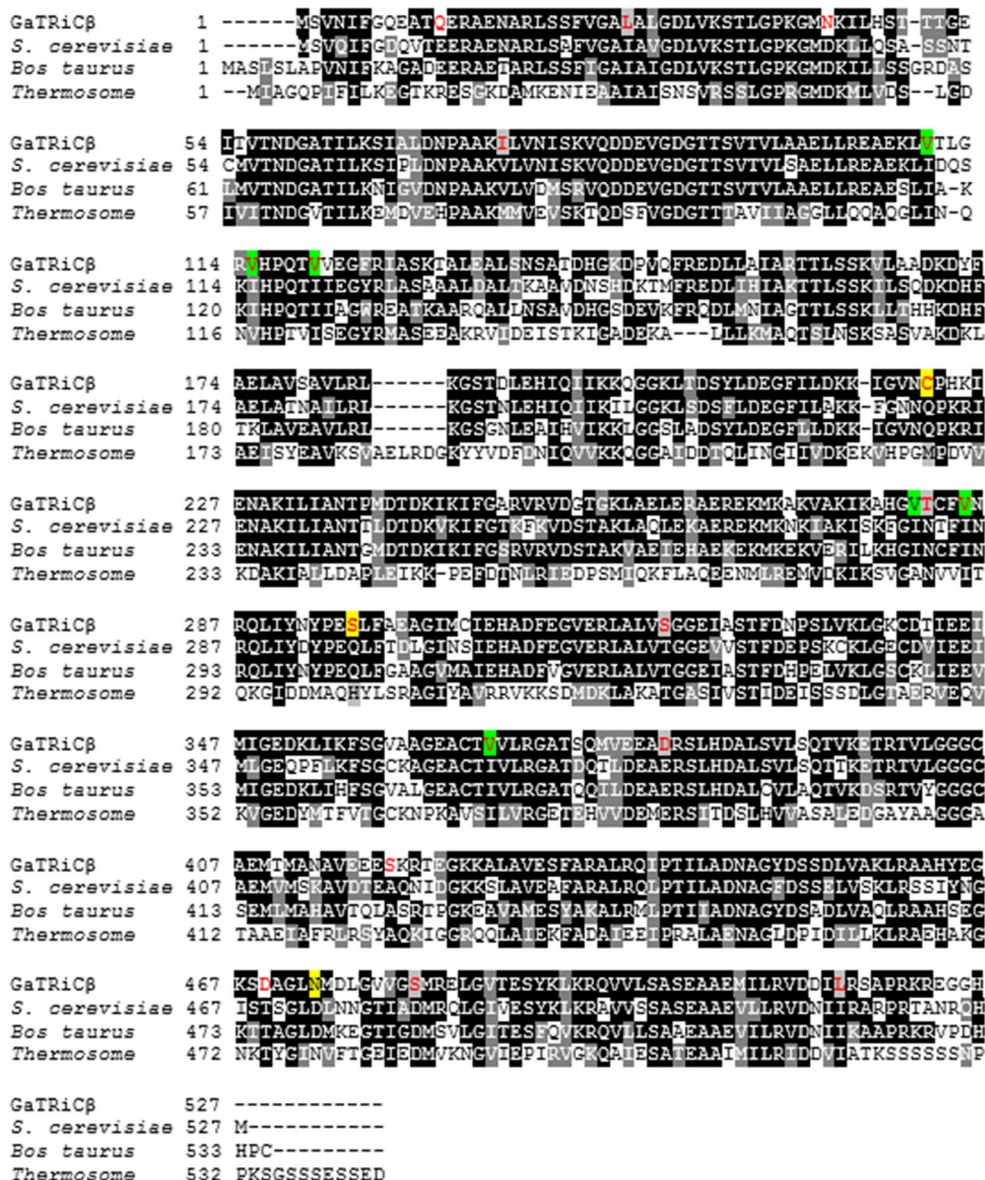 GaTRiCβ 1 ------MSVNIFGQEATQERAENARLSSFVGALALGDLVKSTLGPKGMNKILHST-TTGE
S. cerevisiae 1 ------MSVQIFGDQVTEERAENARLSAFVGAIAVGDLVKSTLGPKGMDKLLQSA-SSNT
Bos taurus 1 MASLSLAPVNIFKAGADEERAETARLSSFIGAIAIGDLVKSTLGPKGMDKILLSSGRDAS
Thermosome 1 --MIAGQPIFILKEGTKRESGKDAMKENIEAAIAISNSVRSSLGPRGMDKMLVDS--LGD
GaTRiCβ 54 ITVTNDGATILKSIALDNPAAKILVNISKVQDDEVGDGTTSVTVLAAELLREAEKLVTLG
S. cerevisiae 54 CMVTNDGATILKSIPLDNPAAKVLVNISKVQDDEVGDGTTSVTVLSAELLREAEKLIDQS
Bos taurus 61 LMVTNDGATILKNIGVDNPAAKVLVDMSRVQDDEVGDGTTSVTVLAAELLREAESLIA-K
Thermosome 57 IVITNDGVTILKEMDVEHPAAKMMVEVSKTQDSFVGDGTTTAVIIAGGLLQQAQGLIN-Q
GaTRiCβ 114 RVHPQTVVEGFRIASKTALEALSNSATDHGKDPVQFREDLLAIARTTLSSKVLAADKDYF
S. cerevisiae 114 KIHPQTIIEGYRLASAAALDALTKAAVDNSHDKTMFREDLIHIAKTTLSSKILSQDKDHF
Bos taurus 120 KIHPQTIIAGWREATKAARQALLNSAVDHGSDEVKFRQDLMNIAGTTLSSKLLTHHKDHF
Thermosome 116 NVHPTVISEGYRMASEEAKRVIDEISTKIGADEKA---LLLKMAQTSLNSKSASVAKDKL
GaTRiCβ 174 AELAVSAVLRL------KGSTDLEHIQIIKKQGGKLTDSYLDEGFILDKK-IGVNCPHKI
S. cerevisiae 174 AELATNAILRL------KGSTNLEHIQIIKILGGKLSDSFLDEGFILAKK-FGNNQPKRI
Bos taurus 180 TKLAVEAVLRL------KGSGNLEAIHVIKKLGGSLADSYLDEGFLLDKK-IGVNQPKRI
Thermosome 173 AEISYEAVKSVAELRDGKYYVDFDNIQVVKKQGGAIDDTQLINGIIVDKEKVHPGMPDVV
GaTRiCβ 227 ENAKILIANTPMDTDKIKIFGARVRVDGTGKLAELERAEREKMKAKVAKIKAHGVTCFVN
S. cerevisiae 227 ENAKILIANTTLDTDKVKIFGTKFKVDSTAKLAQLEKAEREKMKNKIAKISKFGINTFIN
Bos taurus 233 ENAKILIANTGMDTDKIKIFGSRVRVDSTAKVAEIEHAEKEKMKEKVERILKHGINCFIN
Thermosome 233 KDAKIALLDAPLEIKK-PEFDTNLRIEDPSMIQKFLAQEENMLREMVDKIKSVGANVVIT
GaTRiCβ 287 RQLIYNYPESLFAEAGIMCIEHADFEGVERLALVSGGEIASTFDNPSLVKLGKCDTIEEI
S. cerevisiae 287 RQLIYDYPEQLFTDLGINSIEHADFEGVERLALVTGGEVVSTFDEPSKCKLGECDVIEEI
Bos taurus 293 RQLIYNYPEQLFGAAGVMAIEHADFVGVERLALVTGGEIASTFDHPELVKLGSCKLIEEV
Thermosome 292 QKGIDDMAQHYLSRAGIYAVRRVKKSDMDKLAKATGASIVSTIDEISSSDLGTAERVEQV
GaTRiCβ 347 MIGEDKLIKFSGVAAGEACTVVLRGATSQMVEEADRSLHDALSVLSQTVKETRTVLGGGC
S. cerevisiae 347 MLGEQPFLKFSGCKAGEACTIVLRGATDQTLDEAERSLHDALSVLSQTTKETRTVLGGGC
Bos taurus 353 MIGEDKLIHFSGVALGEACTIVLRGATQQILDEAERSLHDALCVLAQTVKDSRTVYGGGC
Thermosome 352 KVGEDYMTFVTGCKNPKAVSILVRGETEHVVDEMERSITDSLHVVASALEDGAYAAGGGA
GaTRiCβ 407 AEMTMANAVEEESKRTEGKKALAVESFARALRQIPTILADNAGYDSSDLVAKLRAAHYEG
S. cerevisiae 407 AEMVMSKAVDTEAQNIDGKKSLAVEAFARALRQLPTILADNAGFDSSELVSKLRSSIYNG
Bos taurus 413 SEMLMAHAVTQLASRTPGKEAVAMESYAKALRMLPTIIADNAGYDSADLVAQLRAAHSEG
Thermosome 412 TAAEIAFRLRSYAQKIGGRQQLAIEKFADAIEEIPRALAENAGLDPIDILLKLRAEHAKG
GaTRiCβ 467 KSDAGLNMDLGVVGSMRELGVTESYKLKRQVVLSASEAAEMILRVDDILRSAPRKREGGH
S. cerevisiae 467 ISTSGLDLNNGTIADMRQLGIVESYKLKRAVVSSASEAAEVLLRVDNIIRARPRTANRQH
Bos taurus 473 KTTAGLDMKEGTIGDMSVLGITESFQVKRQVLLSAAEAAEVILRVDNIIKAAPRKRVPDH
Thermosome 472 NKTYGINVFTGEIEDMVKNGVIEPIRVGKQAIESATEAAIMILRIDDVIATKSSSSSSNP
GaTRiCβ 527 ------------
S. cerevisiae 527 M-----------
Bos taurus 533 HPC---------
Thermosome 532 PKSGSSSESSED